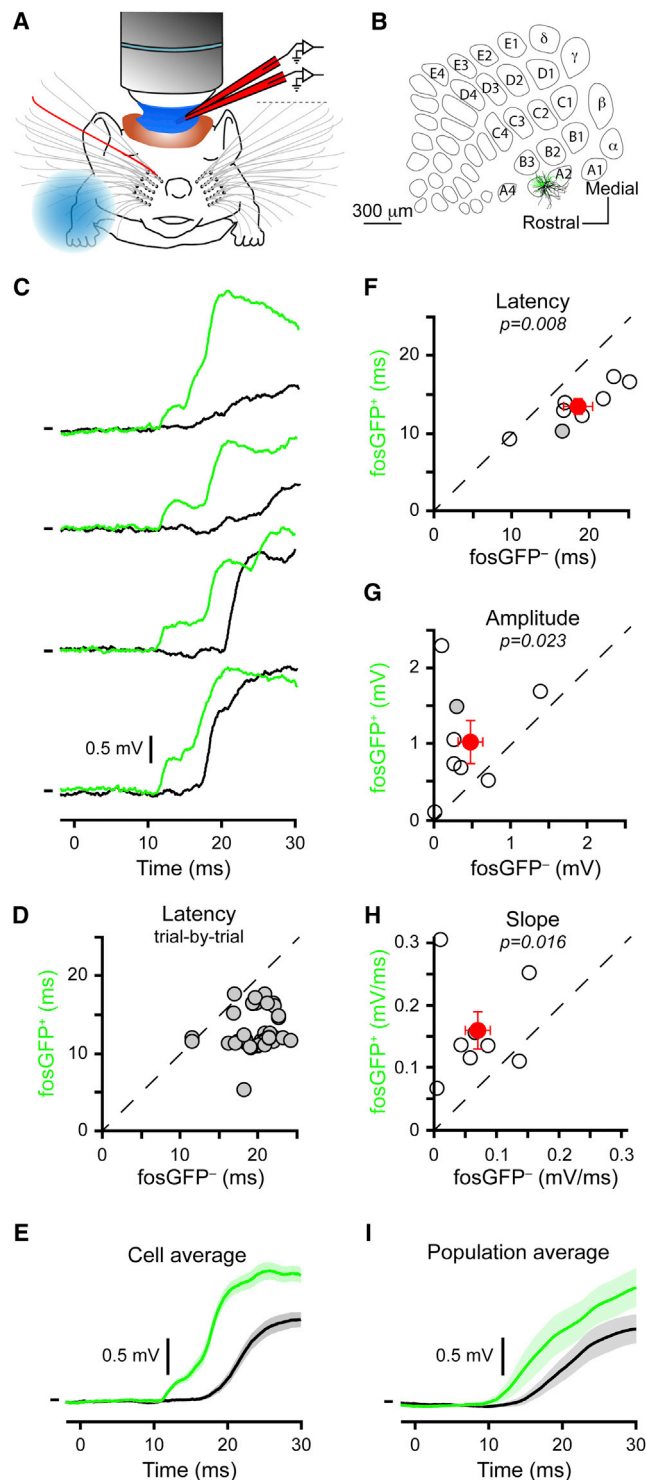 A
B
E1
δ
E2
E3
E4
γ
D1
D2
D3
D4
C1
C2
C3
C4
β
B1
B2
B3
α
A1
A2
A4
Medial
300 μm
Rostral
C
0.5 mV
0
10
20
30
Time (ms)
D
Latency
trial-by-trial
fosGFP⁺ (ms)
20
10
0
0
10
20
fosGFP⁻ (ms)
E
Cell average
0.5 mV
0
10
20
30
Time (ms)
F
Latency
p=0.008
fosGFP⁺ (ms)
20
10
0
0
10
20
fosGFP⁻ (ms)
G
Amplitude
p=0.023
fosGFP⁺ (mV)
2
1
0
0
1
2
fosGFP⁻ (mV)
H
Slope
p=0.016
fosGFP⁺ (mV/ms)
0.3
0.2
0.1
0
0
0.1
0.2
0.3
fosGFP⁻ (mV/ms)
I
Population average
0.5 mV
0
10
20
30
Time (ms)